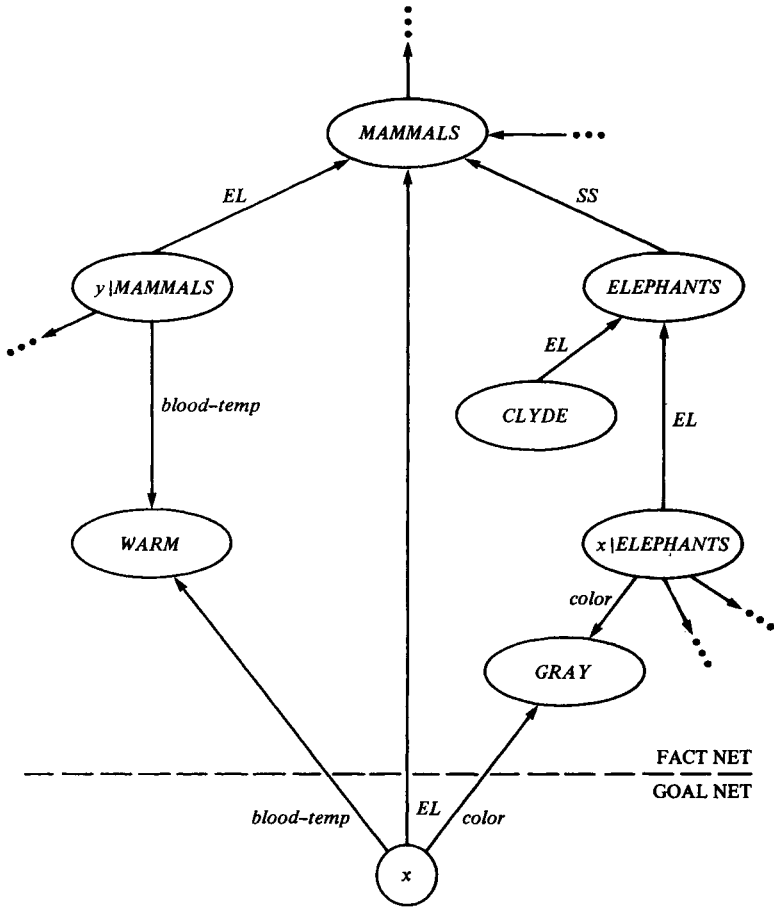 MAMMALS
EL
SS
y|MAMMALS
ELEPHANTS
EL
CLYDE
blood-temp
EL
WARM
x|ELEPHANTS
color
GRAY
FACT NET
GOAL NET
blood-temp
EL
color
x